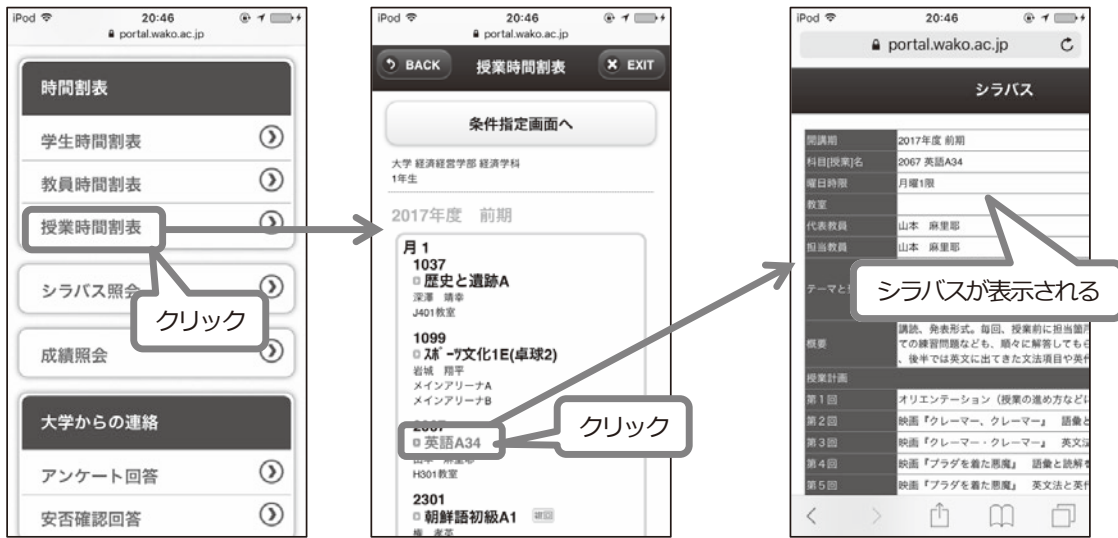 iPod 20:46
portal.wako.ac.jp
時間割表
学生時間割表
教員時間割表
授業時間割表
クリック
シラバス照会
成績照会
大学からの連絡
アンケート回答
安否確認回答
iPod 20:46
portal.wako.ac.jp
BACK 授業時間割表 EXIT
条件指定画面へ
大学 経済経営学部 経済学科
1年生
2017年度 前期
月 1
1037
歴史と遺跡A
深澤 靖幸
J401教室
1099
スポーツ文化1E(卓球2)
岩城 翔平
メインアリーナA
メインアリーナB
2067
英語A34
クリック
山本 麻里耶
H301教室
2301
朝鮮語初級A1
権 孝英
iPod 20:46
portal.wako.ac.jp
シラバス
開講期 2017年度 前期
科目[授業]名 2067 英語A34
曜日時限 月曜1限
教室
代表教員 山本 麻里耶
担当教員 山本 麻里耶
テーマと
シラバスが表示される
概要 講読、発表形式。毎回、授業前に担当箇所
ての練習問題なども、順々に解答してもら
、後半では英文に出てきた文法項目や英作
授業計画
第1回 オリエンテーション（授業の進め方などに
第2回 映画『クレーマー、クレーマー』 語彙と
第3回 映画『クレーマー・クレーマー』 英文法
第4回 映画『プラダを着た悪魔』 語彙と読解を
第5回 映画『プラダを着た悪魔』 英文法と英作